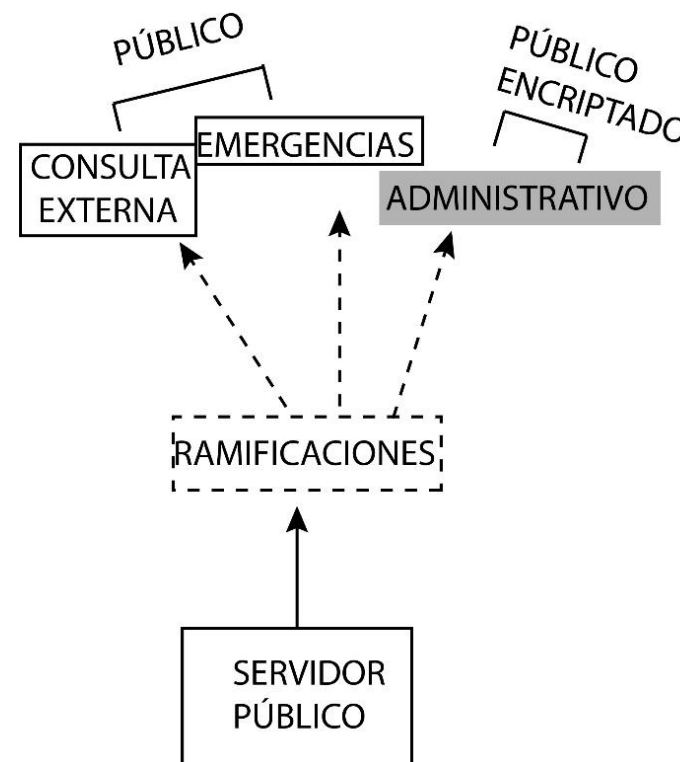 PÚBLICO
PÚBLICO
ENCRIPTADO
EMERGENCIAS
CONSULTA
EXTERNA
ADMINISTRATIVO
RAMIFICACIONES
SERVIDOR
PÚBLICO